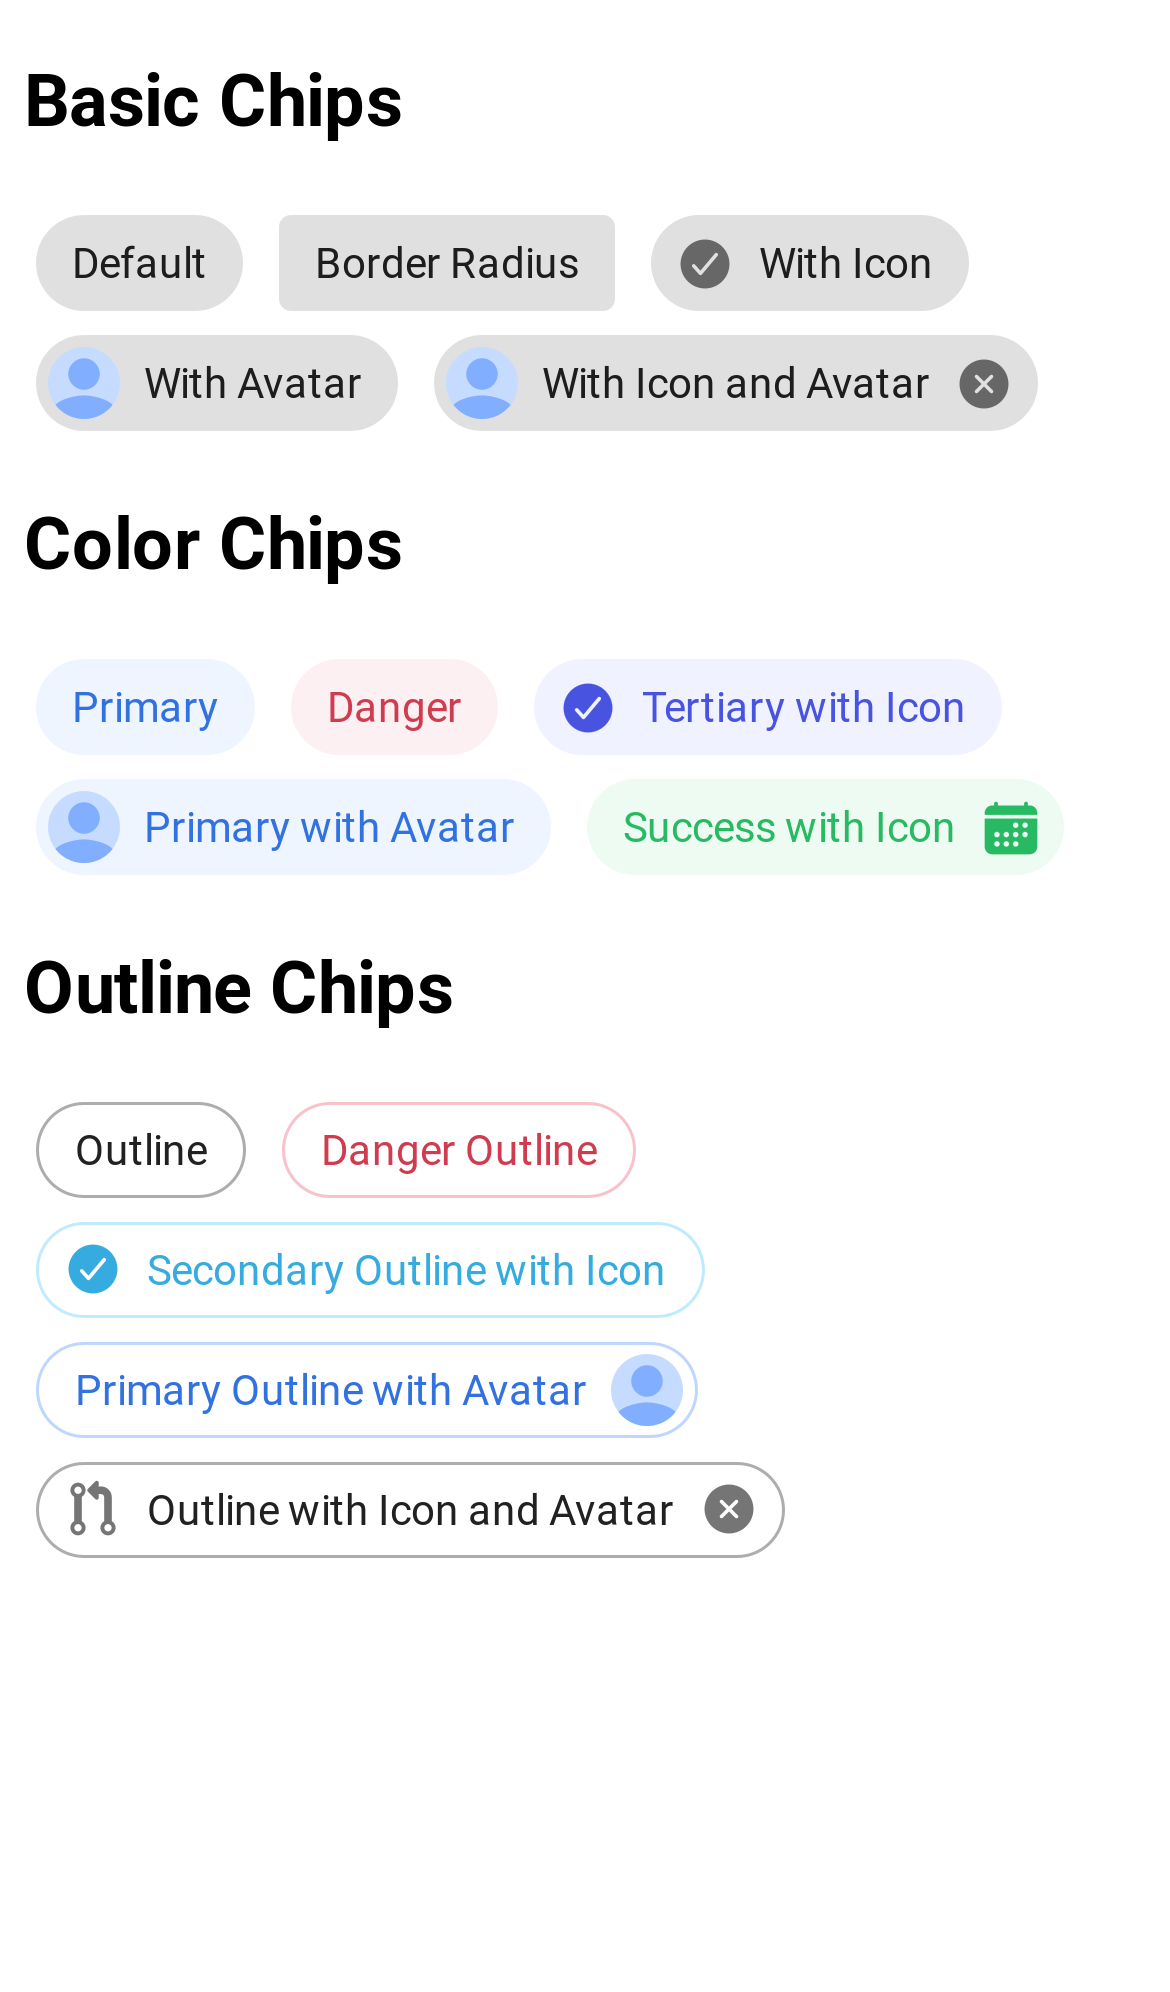 Basic Chips
Default Border Radius With Icon
With Avatar With Icon and Avatar
Color Chips
Primary Danger Tertiary with Icon
Primary with Avatar Success with Icon
Outline Chips
Outline Danger Outline
Secondary Outline with Icon
Primary Outline with Avatar
Outline with Icon and Avatar